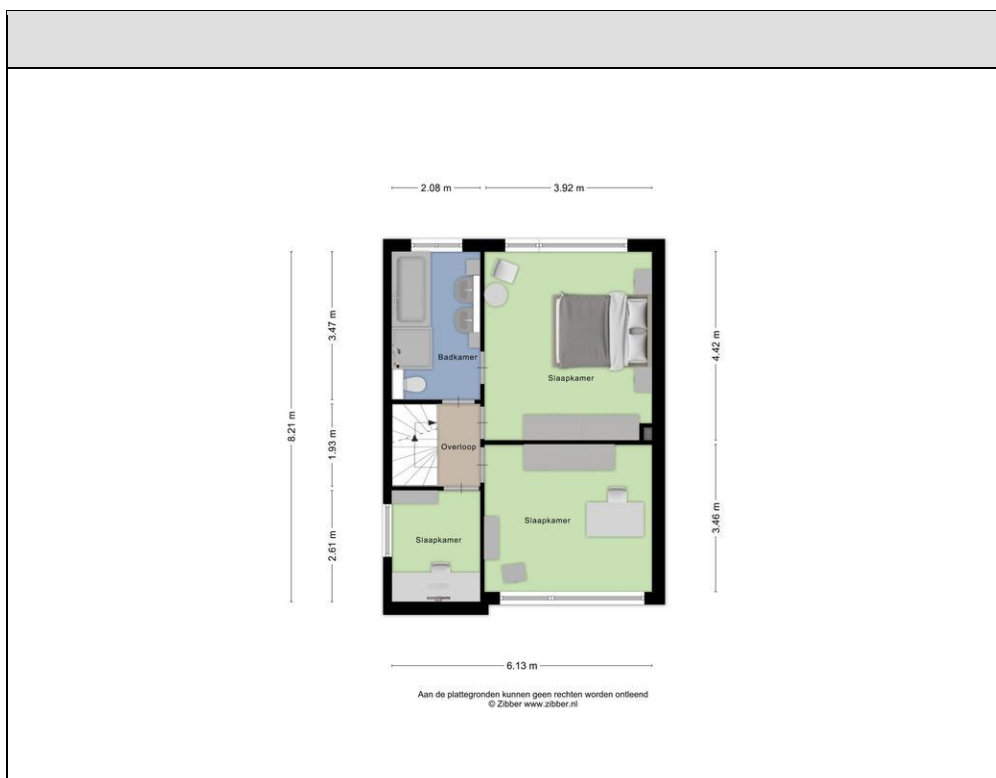 2.08 m
3.92 m
3.47 m
4.42 m
Badkamer
Slaapkamer
8.21 m
1.93 m
Overloop
2.61 m
Slaapkamer
Slaapkamer
3.46 m
6.13 m
Aan de plattegronden kunnen geen rechten worden ontleend
© Zibber www.zibber.nl